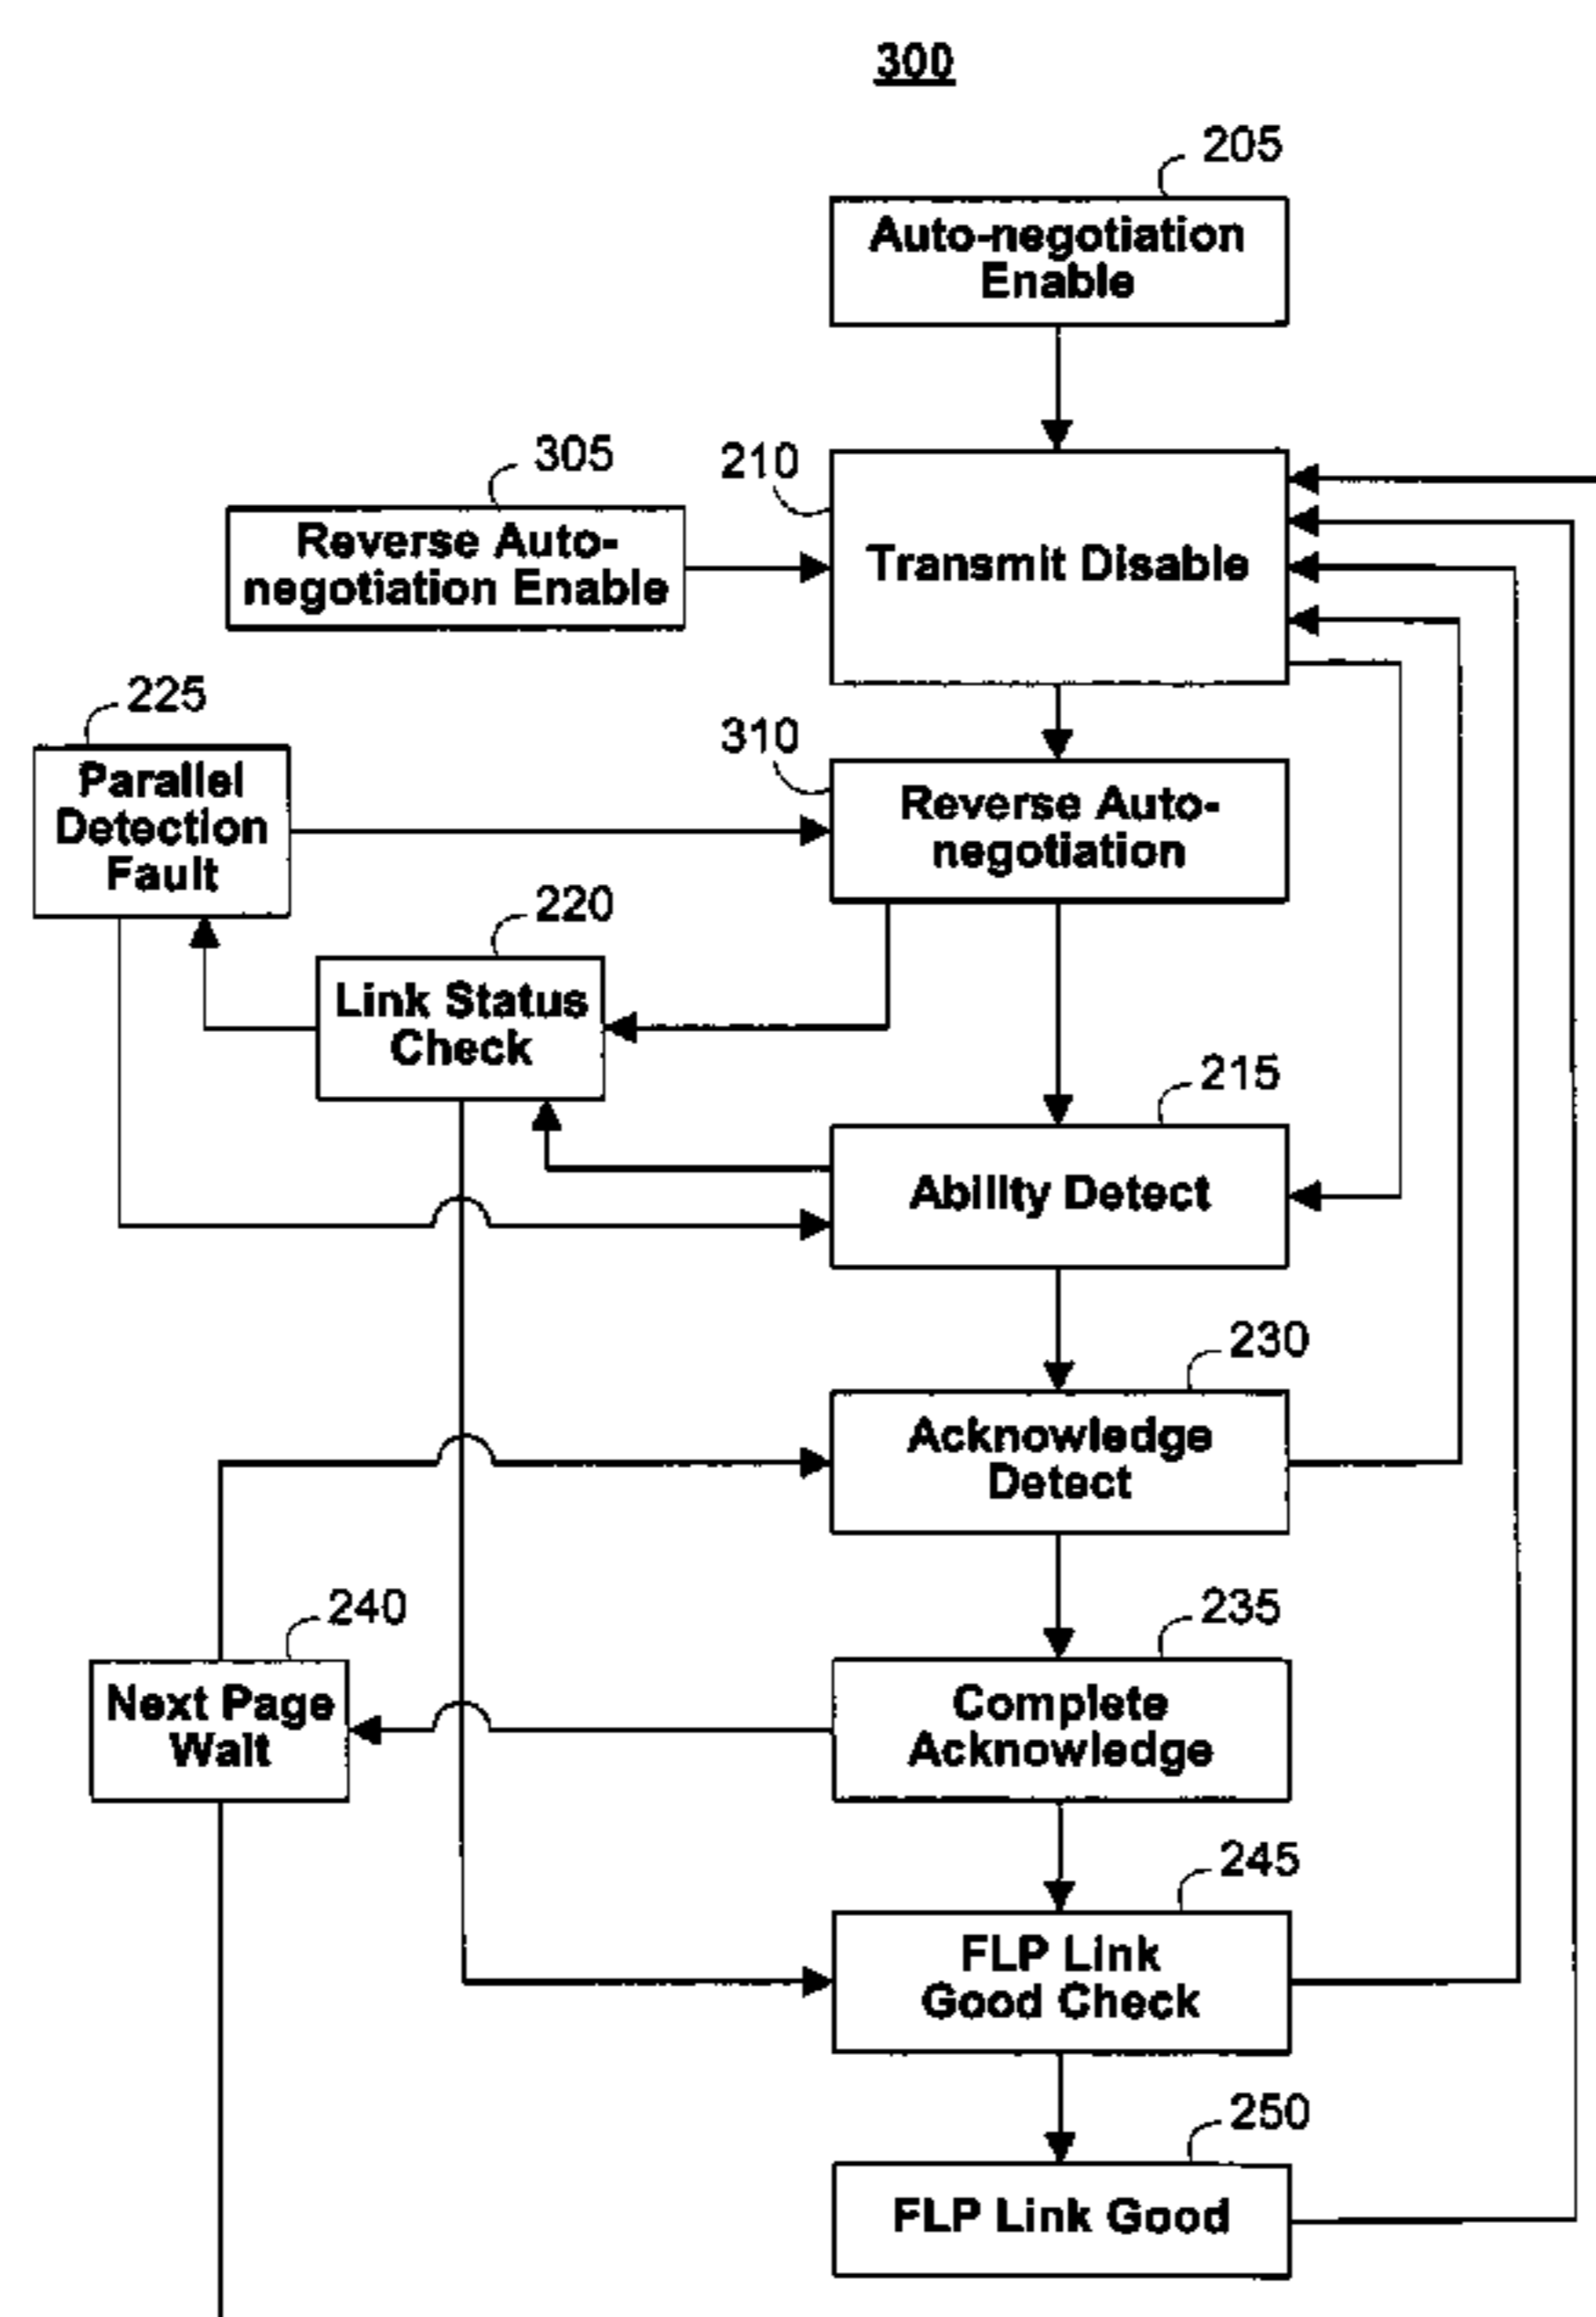 300
205
Auto-negotiation
Enable
305
210
Reverse Auto-
negotiation Enable
Transmit Disable
225
310
Parallel
Detection
Fault
Reverse Auto-
negotiation
220
Link Status
Check
215
Ability Detect
230
Acknowledge
Detect
240
235
Next Page
Wait
Complete
Acknowledge
245
FLP Link
Good Check
250
FLP Link Good